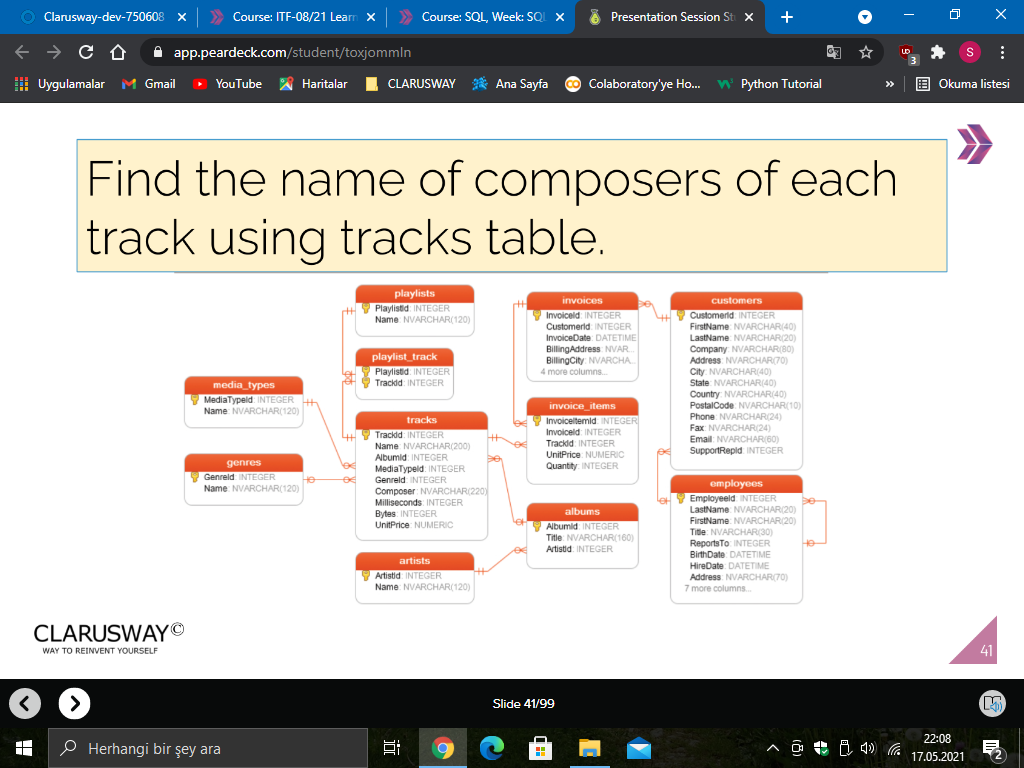 Clarusway-dev-750608
Course: ITF-08/21 Learn
Course: SQL, Week: SQL
Presentation Session St
app.peardeck.com/student/toxjommln
UD
3
S
Uygulamalar
Gmail
YouTube
Haritalar
CLARUSWAY
Ana Sayfa
Colaboratory'ye Ho...
Python Tutorial
»
Okuma listesi
Find the name of composers of each
track using tracks table.
playlists
PlaylistId INTEGER
Name NVARCHAR(120)
playlist_track
PlaylistId INTEGER
TrackId INTEGER
media_types
MediaTypeId INTEGER
Name NVARCHAR(120)
genres
GenreId INTEGER
Name NVARCHAR(120)
tracks
TrackId INTEGER
Name NVARCHAR(200)
AlbumId INTEGER
MediaTypeId INTEGER
GenreId INTEGER
Composer NVARCHAR(220)
Milliseconds INTEGER
Bytes INTEGER
UnitPrice NUMERIC
artists
ArtistId INTEGER
Name NVARCHAR(120)
invoices
InvoiceId INTEGER
CustomerId INTEGER
InvoiceDate DATETIME
BillingAddress NVAR...
BillingCity NVARCHA...
4 more columns...
invoice_items
InvoiceItemId INTEGER
InvoiceId INTEGER
TrackId INTEGER
UnitPrice NUMERIC
Quantity INTEGER
albums
AlbumId INTEGER
Title NVARCHAR(160)
ArtistId INTEGER
customers
CustomerId INTEGER
FirstName NVARCHAR(40)
LastName NVARCHAR(20)
Company NVARCHAR(80)
Address NVARCHAR(70)
City NVARCHAR(40)
State NVARCHAR(40)
Country NVARCHAR(40)
PostalCode NVARCHAR(10)
Phone NVARCHAR(24)
Fax NVARCHAR(24)
Email NVARCHAR(60)
SupportRepId INTEGER
employees
EmployeeId INTEGER
LastName NVARCHAR(20)
FirstName NVARCHAR(20)
Title NVARCHAR(30)
ReportsTo INTEGER
BirthDate DATETIME
HireDate DATETIME
Address NVARCHAR(70)
7 more columns...
CLARUSWAY©
WAY TO REINVENT YOURSELF
41
Slide 41/99
Herhangi bir şey ara
22:08
17.05.2021
2